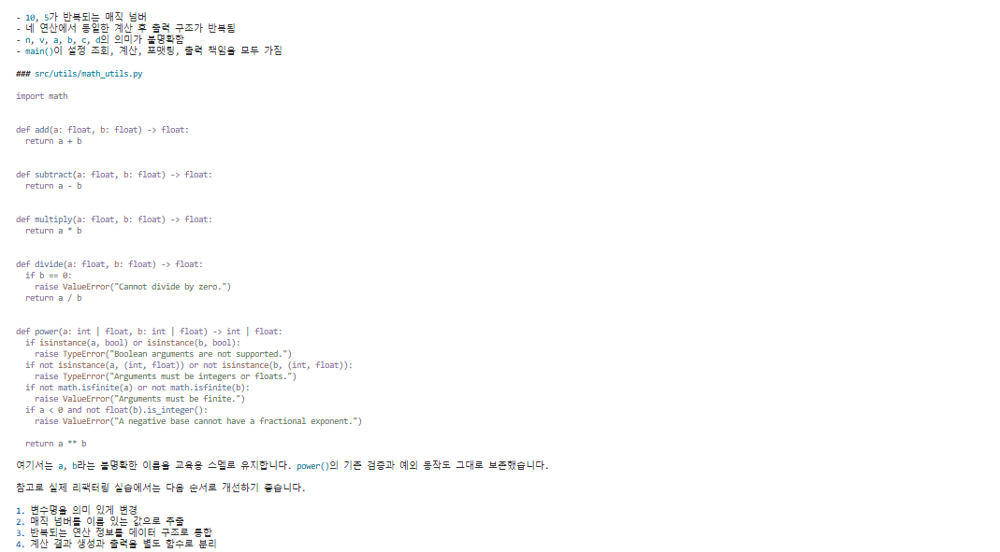 - 10, 5가 반복되는 매직 넘버
- 네 연산에서 동일한 계산 후 출력 구조가 반복됨
- n, v, a, b, c, d의 의미가 불명확함
- main()이 설정 조회, 계산, 포맷팅, 출력 책임을 모두 가짐
### src/utils/math_utils.py
import math
def add(a: float, b: float) -> float:
  return a + b
def subtract(a: float, b: float) -> float:
  return a - b
def multiply(a: float, b: float) -> float:
  return a * b
def divide(a: float, b: float) -> float:
  if b == 0:
    raise ValueError("Cannot divide by zero.")
  return a / b
def power(a: int | float, b: int | float) -> int | float:
  if isinstance(a, bool) or isinstance(b, bool):
    raise TypeError("Boolean arguments are not supported.")
  if not isinstance(a, (int, float)) or not isinstance(b, (int, float)):
    raise TypeError("Arguments must be integers or floats.")
  if not math.isfinite(a) or not math.isfinite(b):
    raise ValueError("Arguments must be finite.")
  if a < 0 and not float(b).is_integer():
    raise ValueError("A negative base cannot have a fractional exponent.")
  return a ** b
여기서는 a, b라는 불명확한 이름을 교육용 스멜로 유지합니다. power()의 기존 검증과 예외 동작도 그대로 보존했습니다.
참고로 실제 리팩터링 실습에서는 다음 순서로 개선하기 좋습니다.
1. 변수명을 의미 있게 변경
2. 매직 넘버를 이름 있는 값으로 추출
3. 반복되는 연산 정보를 데이터 구조로 통합
4. 계산 결과 생성과 출력을 별도 함수로 분리